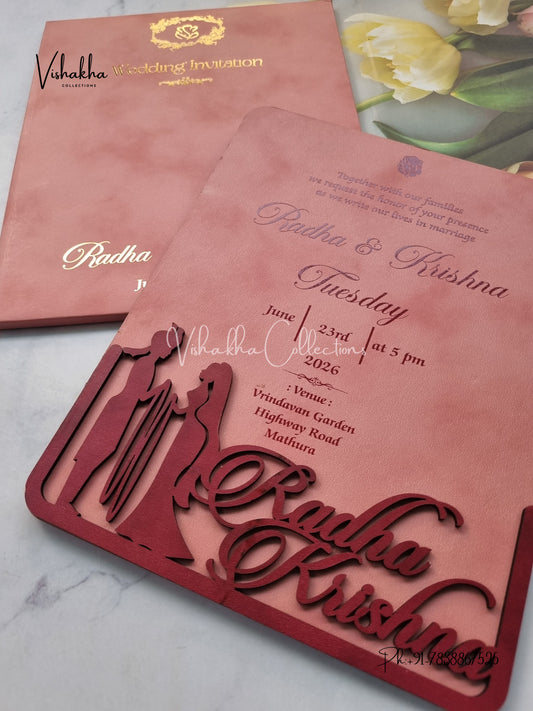 Vishakha
COLLECTIONS
Wedding Invitation
Radha
Ju
Together with our families
we request the honor of your presence
as we write our lives in marriage
Radha & Krishna
Tuesday
June 23rd at 5 pm
2026
Vishakha Collections
: Venue :
Vrindavan Garden
Highway Road
Mathura
Radha
Krishna